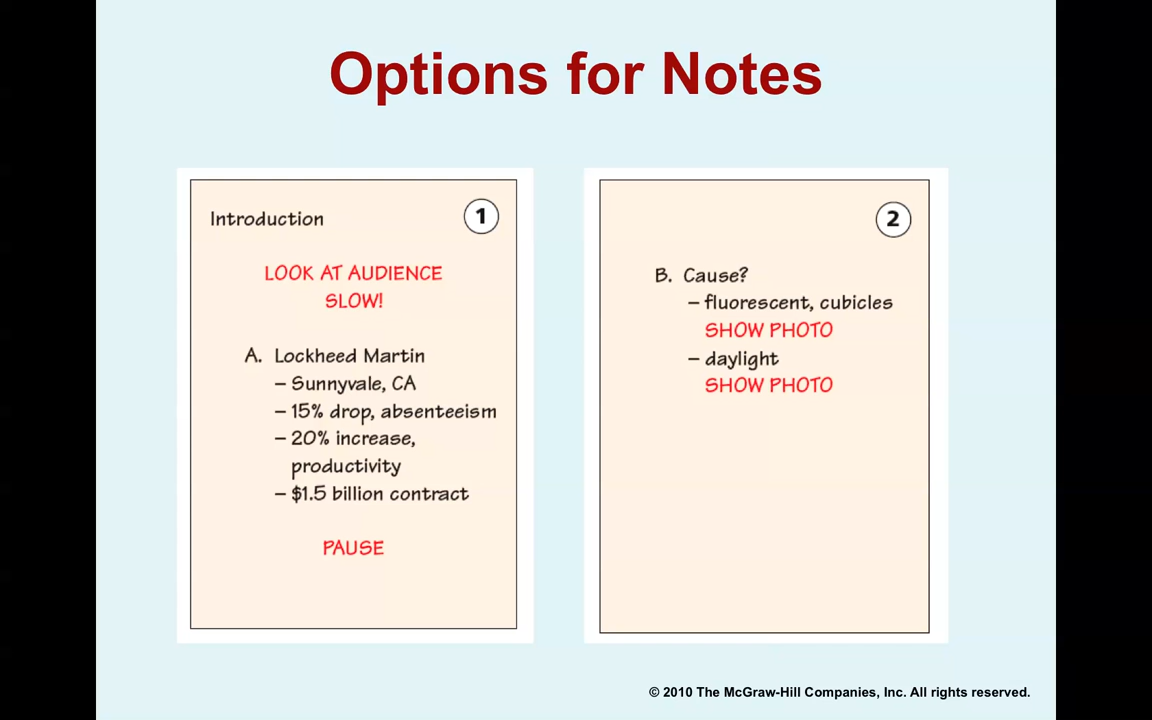 Options for Notes
Introduction
1
LOOK AT AUDIENCE
SLOW!
A. Lockheed Martin
– Sunnyvale, CA
– 15% drop, absenteeism
– 20% increase,
productivity
– $1.5 billion contract
PAUSE
2
B. Cause?
– fluorescent, cubicles
SHOW PHOTO
– daylight
SHOW PHOTO
© 2010 The McGraw-Hill Companies, Inc. All rights reserved.